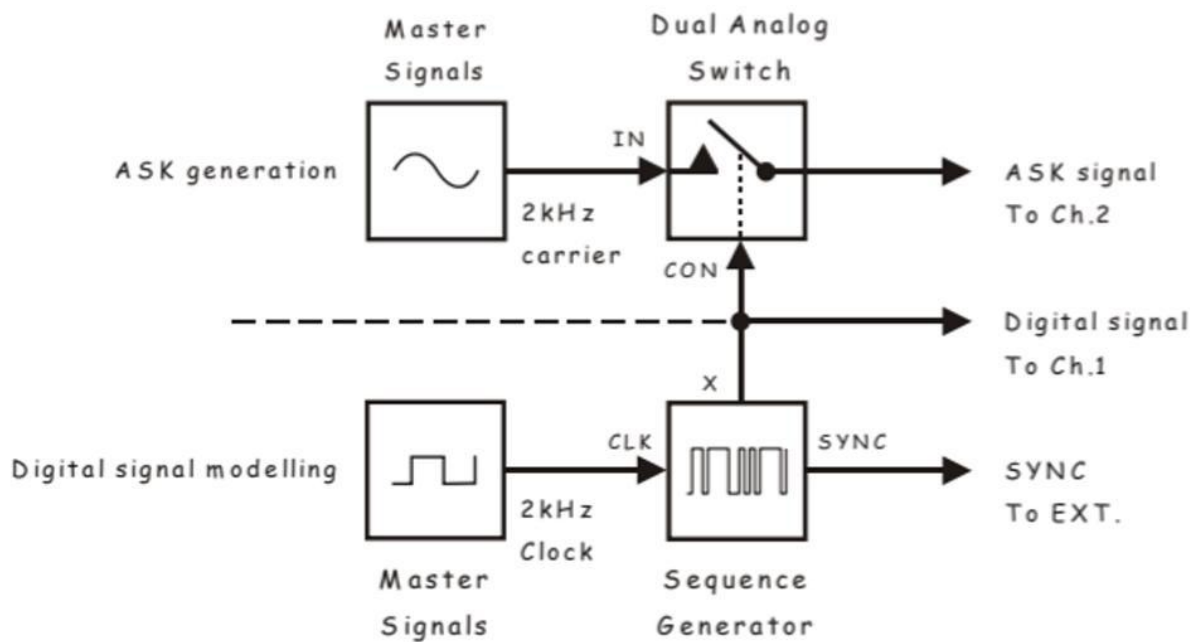 Master
Signals
Dual Analog
Switch
ASK generation
IN
2kHz
carrier
ASK signal
To Ch.2
CON
Digital signal
To Ch.1
X
Digital signal modelling
CLK
2kHz
Clock
SYNC
SYNC
To EXT.
Master
Signals
Sequence
Generator